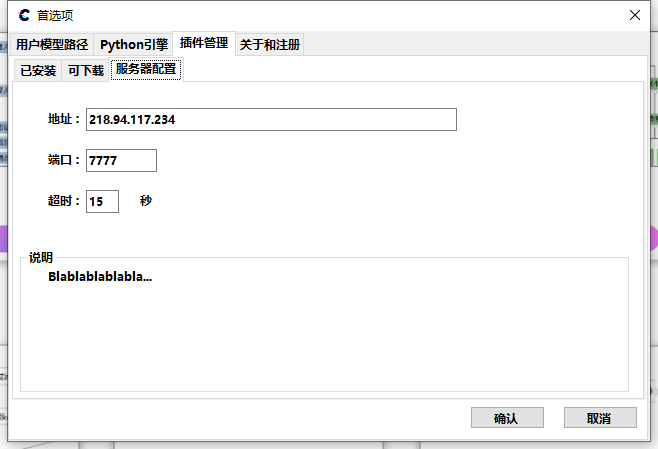 首选项
用户模型路径 Python引擎 插件管理 关于和注册
已安装 可下载 服务器配置
地址： 218.94.117.234
端口： 7777
超时： 15 秒
说明
Blablablablabla...
确认 取消